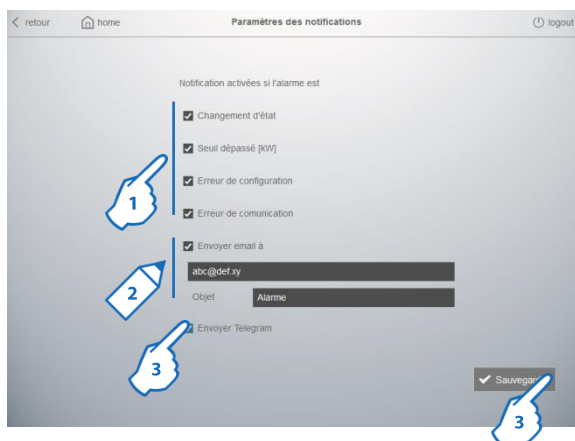 retour home Paramètres des notifications logout
Notification activées si l'alarme est
Changement d'état
Seuil dépassé [kW]
Erreur de configuration
1
Erreur de comunication
Envoyer email à
abc@def.xy
2
Objet Alarme
Envoyer Telegram
3
Sauvegar
3